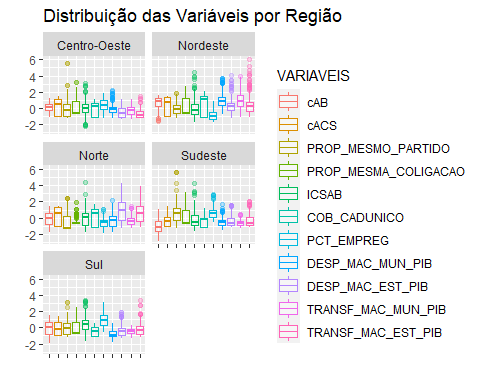 Distribuição das Variáveis por Região
Centro-Oeste
Nordeste
6
4
2
0
-2
Norte
Sudeste
6
4
2
0
-2
Sul
6
4
2
0
-2
VARIAVEIS
cAB
cACS
PROP_MESMO_PARTIDO
PROP_MESMA_COLIGACAO
ICSAB
COB_CADUNICO
PCT_EMPREG
DESP_MAC_MUN_PIB
DESP_MAC_EST_PIB
TRANSF_MAC_MUN_PIB
TRANSF_MAC_EST_PIB